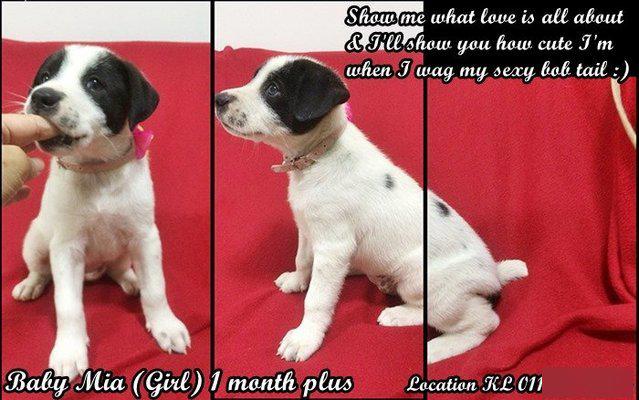 Show me what love is all about
& I'll show you how cute I'm
when I wag my sexy bob tail :)
Baby Mia (Girl) 1 month plus
Location KL 011